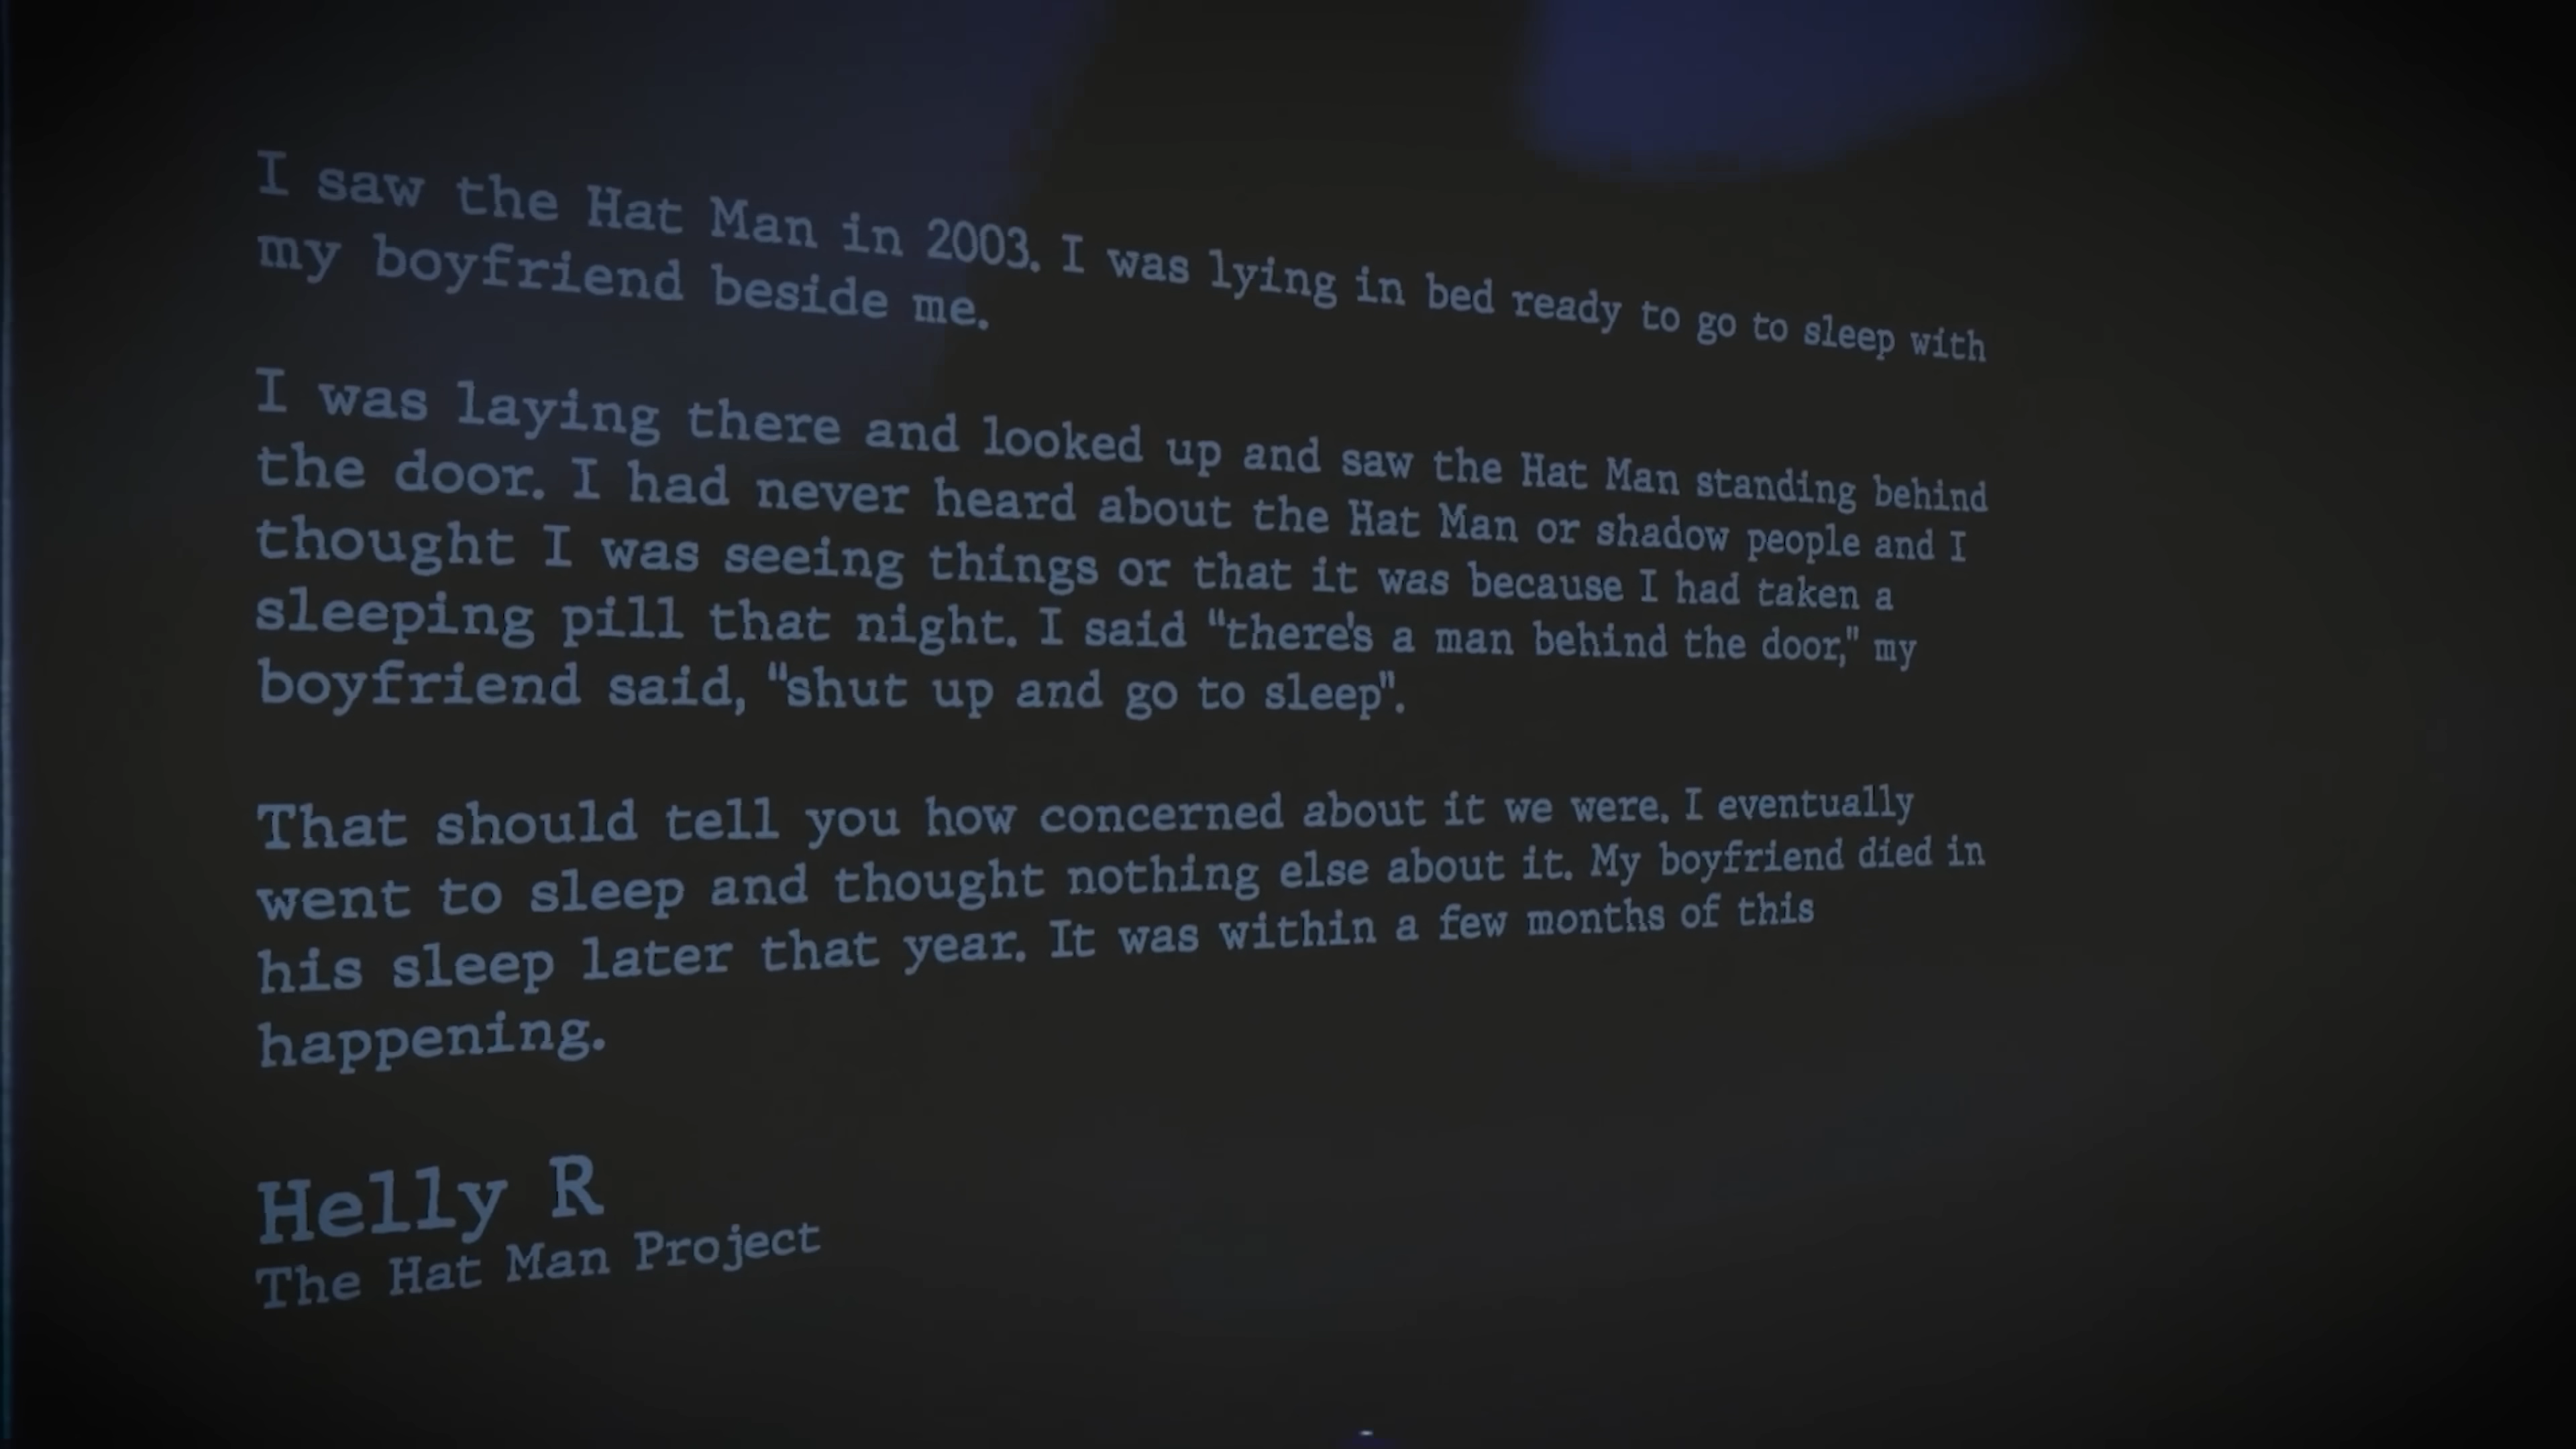 I saw the Hat Man in 2003. I was lying in bed ready to go to sleep with
my boyfriend beside me.
I was laying there and looked up and saw the Hat Man standing behind
the door. I had never heard about the Hat Man or shadow people and I
thought I was seeing things or that it was because I had taken a
sleeping pill that night. I said "there's a man behind the door," my
boyfriend said, "shut up and go to sleep".
That should tell you how concerned about it we were. I eventually
went to sleep and thought nothing else about it. My boyfriend died in
his sleep later that year. It was within a few months of this
happening.
Helly R
The Hat Man Project